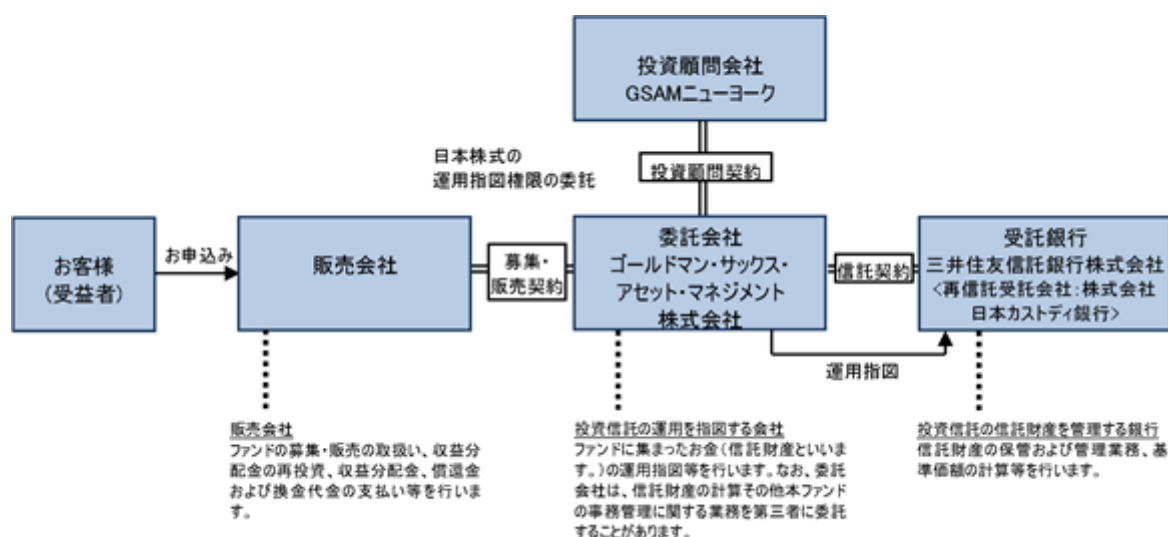 投資顧問会社
GSAMニューヨーク
日本株式の
運用指図権限の委託
投資顧問契約
お客様
(受益者)
お申込み
販売会社
募集・
販売契約
委託会社
ゴールドマン・サックス・
アセット・マネジメント
株式会社
信託契約
受託銀行
三井住友信託銀行株式会社
<再信託受託会社:株式会社
日本カストディ銀行>
運用指図
販売会社
ファンドの募集・販売の取扱い、収益分
配金の再投資、収益分配金、償還金
および換金代金の支払い等を行いま
す。
投資信託の運用を指図する会社
ファンドに集まったお金(信託財産といいま
す。)の運用指図等を行います。なお、委託
会社は、信託財産の計算その他本ファンド
の事務管理に関する業務を第三者に委託
することがあります。
投資信託の信託財産を管理する銀行
信託財産の保管および管理業務、基
準価額の計算等を行います。